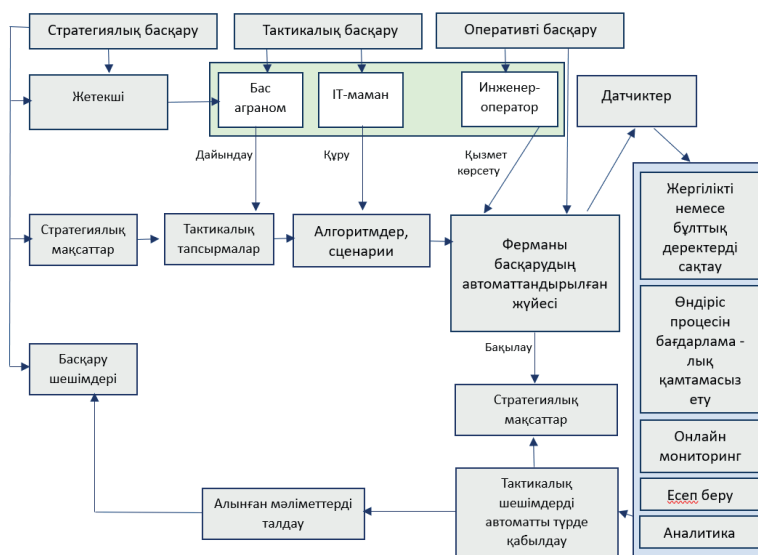 Стратегиялық басқару
Тактикалық басқару
Оперативті басқару
Жетекші
Бас
аграном
IT-маман
Инженер-
оператор
Датчиктер
Дайындау
Құру
Қызмет
көрсету
Стратегиялық
мақсаттар
Тактикалық
тапсырмалар
Алгоритмдер,
сценарии
Ферманы
басқарудың
автоматтандырылған
жүйесі
Жергілікті
немесе
бұлттық
деректерді
сақтау
Өндіріс
процесін
бағдарлама -
лық
қамтамасыз
ету
Бақылау
Басқару
шешімдері
Стратегиялық
мақсаттар
Онлайн
мониторинг
Есеп беру
Аналитика
Тактикалық
шешімдерді
автоматты түрде
қабылдау
Алынған мәліметтерді
талдау